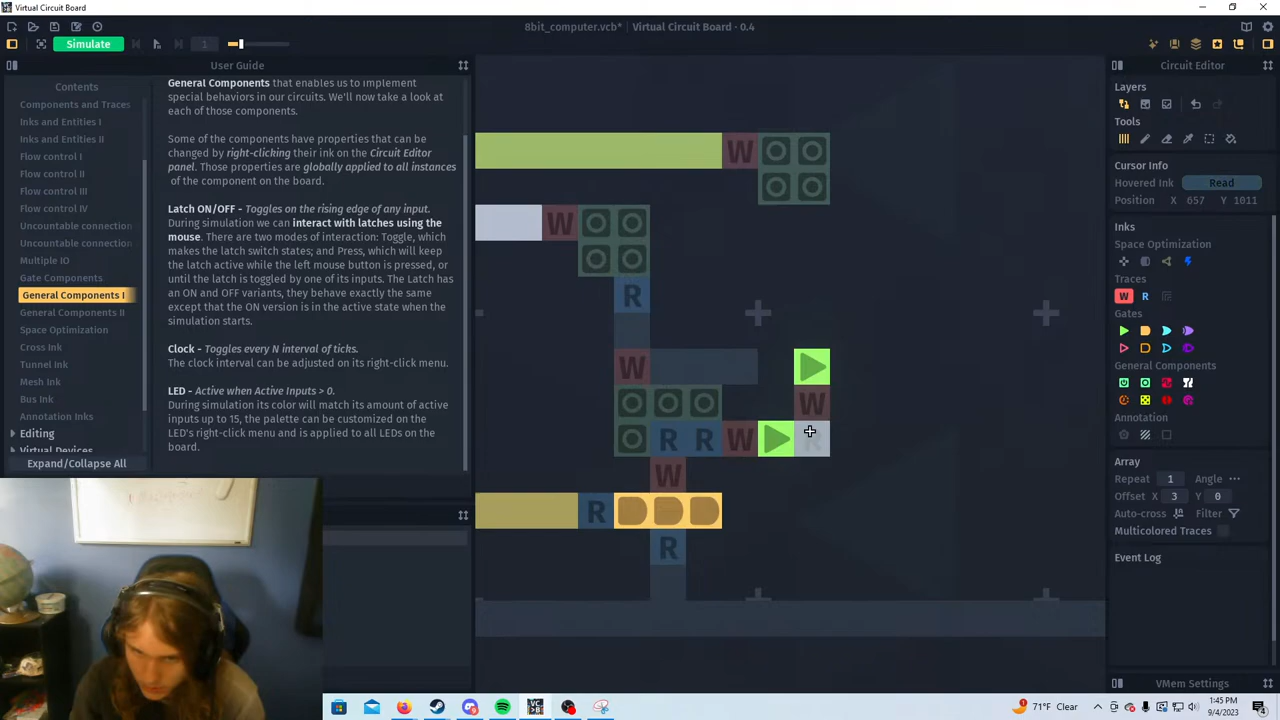 Virtual Circuit Board
8bit_computer.vcb* | Virtual Circuit Board - 0.4
Simulate
1
User Guide
Contents
Components and Traces
Inks and Entities I
Inks and Entities II
Flow control I
Flow control II
Flow control III
Flow control IV
Uncountable connection
Uncountable connection
Multiple IO
Gate Components
General Components I
General Components II
Space Optimization
Cross Ink
Tunnel Ink
Mesh Ink
Bus Ink
Annotation Inks
Editing
Virtual Devices
Expand/Collapse All
General Components that enables us to implement
special behaviors in our circuits. We'll now take a look at
each of those components.
Some of the components have properties that can be
changed by right-clicking their ink on the Circuit Editor
panel. Those properties are globally applied to all instances
of the component on the board.
Latch ON/OFF - Toggles on the rising edge of any input.
During simulation we can interact with latches using the
mouse. There are two modes of interaction: Toggle, which
makes the latch switch states; and Press, which will keep
the latch active while the left mouse button is pressed, or
until the latch is toggled by one of its inputs. The Latch has
an ON and OFF variants, they behave exactly the same
except that the ON version is in the active state when the
simulation starts.
Clock - Toggles every N interval of ticks.
The clock interval can be adjusted on its right-click menu.
LED - Active when Active Inputs > 0.
During simulation its color will match its amount of active
inputs up to 15, the palette can be customized on the
LED's right-click menu and is applied to all LEDs on the
board.
W
W
R
W
W
R R W R
W
R
R
Circuit Editor
Layers
Tools
Cursor Info
Hovered Ink Read
Position X 657 Y 1011
Inks
Space Optimization
Traces
W R
Gates
General Components
Annotation
Array
Repeat 1 Angle
Offset X 3 Y 0
Auto-cross Filter
Multicolored Traces
Event Log
VMem Settings
71°F Clear
1:45 PM
9/4/2023